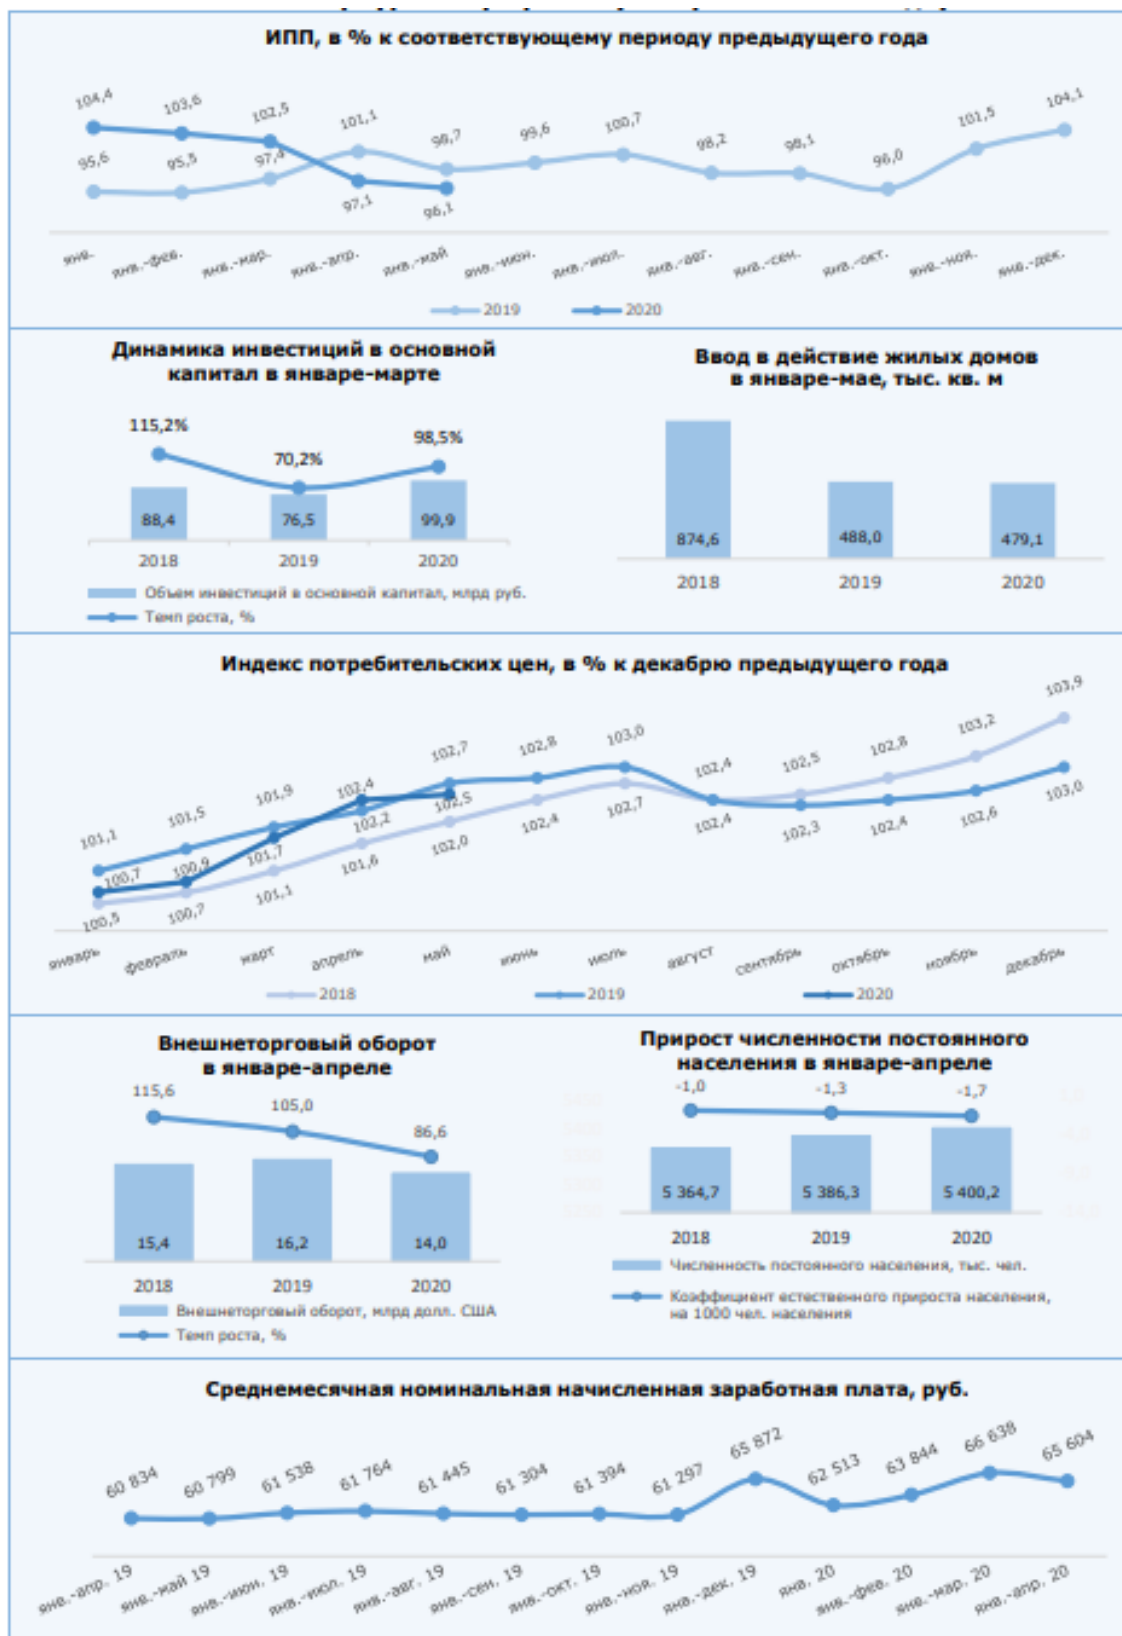 ИПП, в % к соответствующему периоду предыдущего года
104,4 103,6 102,5 101,1 98,7 99,6 100,7 98,2 98,1 96,0 101,5 104,1
95,6 95,5 97,4 97,1 96,1
янв. янв.-фев. янв.-мар. янв.-апр. янв.-май янв.-июн. янв.-июл. янв.-авг. янв.-сен. янв.-окт. янв.-ноя. янв.-дек.
2019 2020
Динамика инвестиций в основной
капитал в январе-марте
115,2% 70,2% 98,5%
88,4 76,5 99,9
2018 2019 2020
Объем инвестиций в основной капитал, млрд руб.
Темп роста, %
Ввод в действие жилых домов
в январе-мае, тыс. кв. м
874,6 488,0 479,1
2018 2019 2020
Индекс потребительских цен, в % к декабрю предыдущего года
101,1 101,5 101,9 102,4 102,7 102,8 103,0 102,4 102,5 102,8 103,2 103,9
100,7 100,9 101,7 102,2 102,5
100,5 100,7 101,1 101,6 102,0 102,4 102,7 102,4 102,3 102,4 102,6 103,0
январь февраль март апрель май июнь июль август сентябрь октябрь ноябрь декабрь
2018 2019 2020
Внешнеторговый оборот
в январе-апреле
115,6 105,0 86,6
15,4 16,2 14,0
2018 2019 2020
Внешнеторговый оборот, млрд долл. США
Темп роста, %
Прирост численности постоянного
населения в январе-апреле
-1,0 -1,3 -1,7
5 364,7 5 386,3 5 400,2
2018 2019 2020
Численность постоянного населения, тыс. чел.
Коэффициент естественного прироста населения,
на 1000 чел. населения
Среднемесячная номинальная начисленная заработная плата, руб.
60 834 60 799 61 538 61 764 61 445 61 304 61 394 61 297 65 872 62 513 63 844 66 638 65 604
янв.-апр. 19 янв.-май 19 янв.-июн. 19 янв.-июл. 19 янв.-авг. 19 янв.-сен. 19 янв.-окт. 19 янв.-ноя. 19 янв.-дек. 19 янв. 20 янв.-фев. 20 янв.-мар. 20 янв.-апр. 20